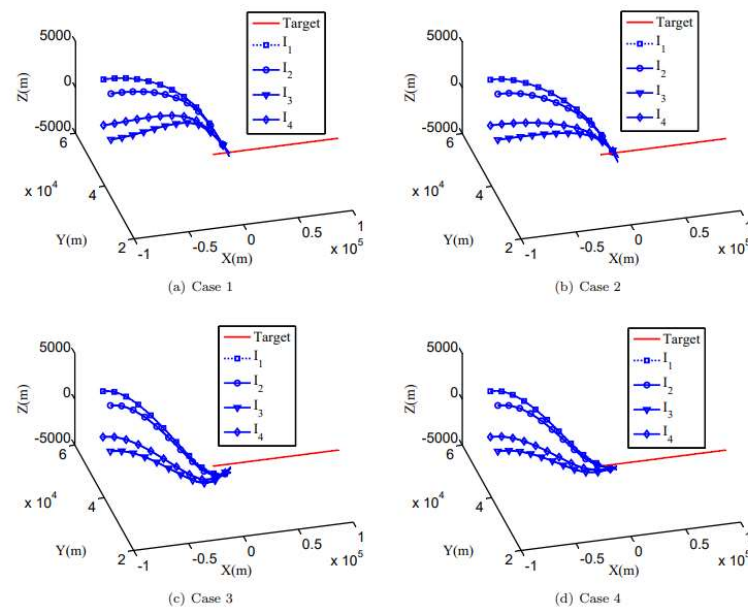 Target
I1
I2
I3
I4
5000
0
-5000
Z(m)
6
4
2
x 10^4
Y(m)
-1
-0.5
0
0.5
1
x 10^5
X(m)
(a) Case 1
Target
I1
I2
I3
I4
5000
0
-5000
Z(m)
6
4
2
x 10^4
Y(m)
-1
-0.5
0
0.5
1
x 10^5
X(m)
(b) Case 2
Target
I1
I2
I3
I4
5000
0
-5000
Z(m)
6
4
2
x 10^4
Y(m)
-1
-0.5
0
0.5
1
x 10^5
X(m)
(c) Case 3
Target
I1
I2
I3
I4
5000
0
-5000
Z(m)
6
4
2
x 10^4
Y(m)
-1
-0.5
0
0.5
1
x 10^5
X(m)
(d) Case 4